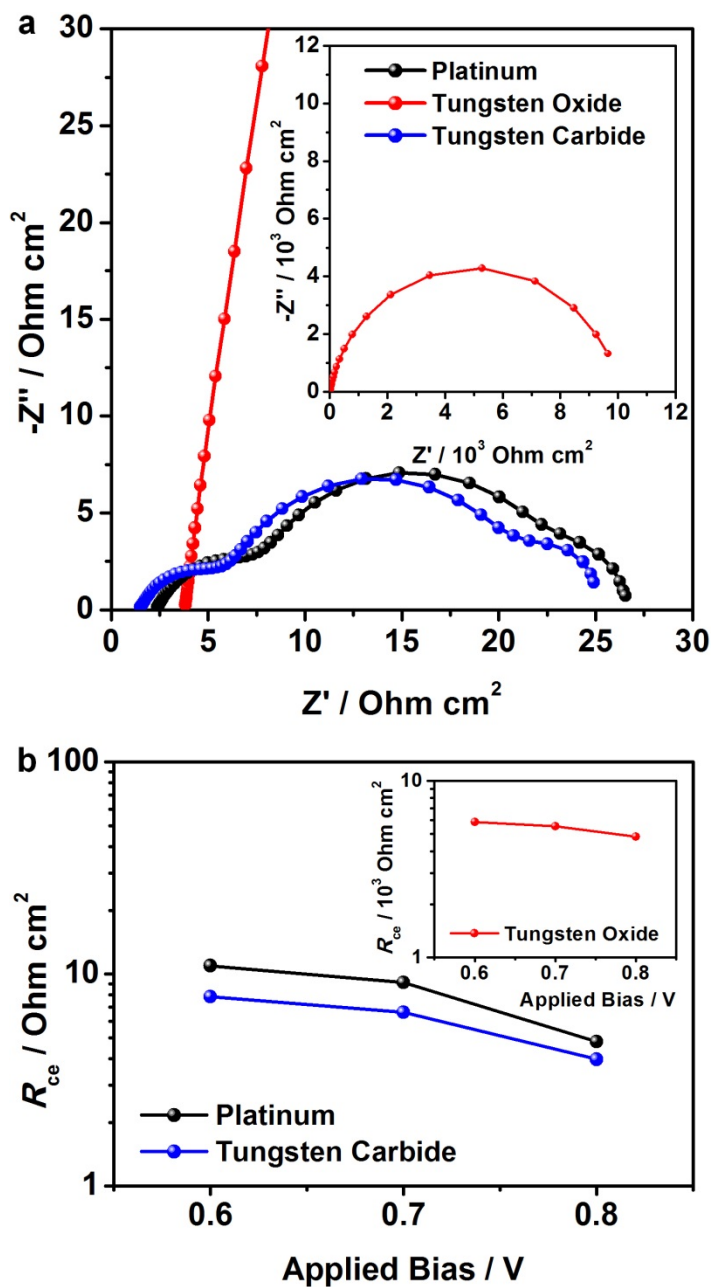 a
30
25
20
15
10
5
0
-Z'' / Ohm cm²
0 5 10 15 20 25 30
Z' / Ohm cm²
Platinum
Tungsten Oxide
Tungsten Carbide
12
10
8
6
4
2
0
-Z'' / 10³ Ohm cm²
0 2 4 6 8 10 12
Z' / 10³ Ohm cm²
b
100
10
1
R_ce / Ohm cm²
Platinum
Tungsten Carbide
0.6 0.7 0.8
Applied Bias / V
10
1
R_ce / 10³ Ohm cm²
Tungsten Oxide
0.6 0.7 0.8
Applied Bias / V